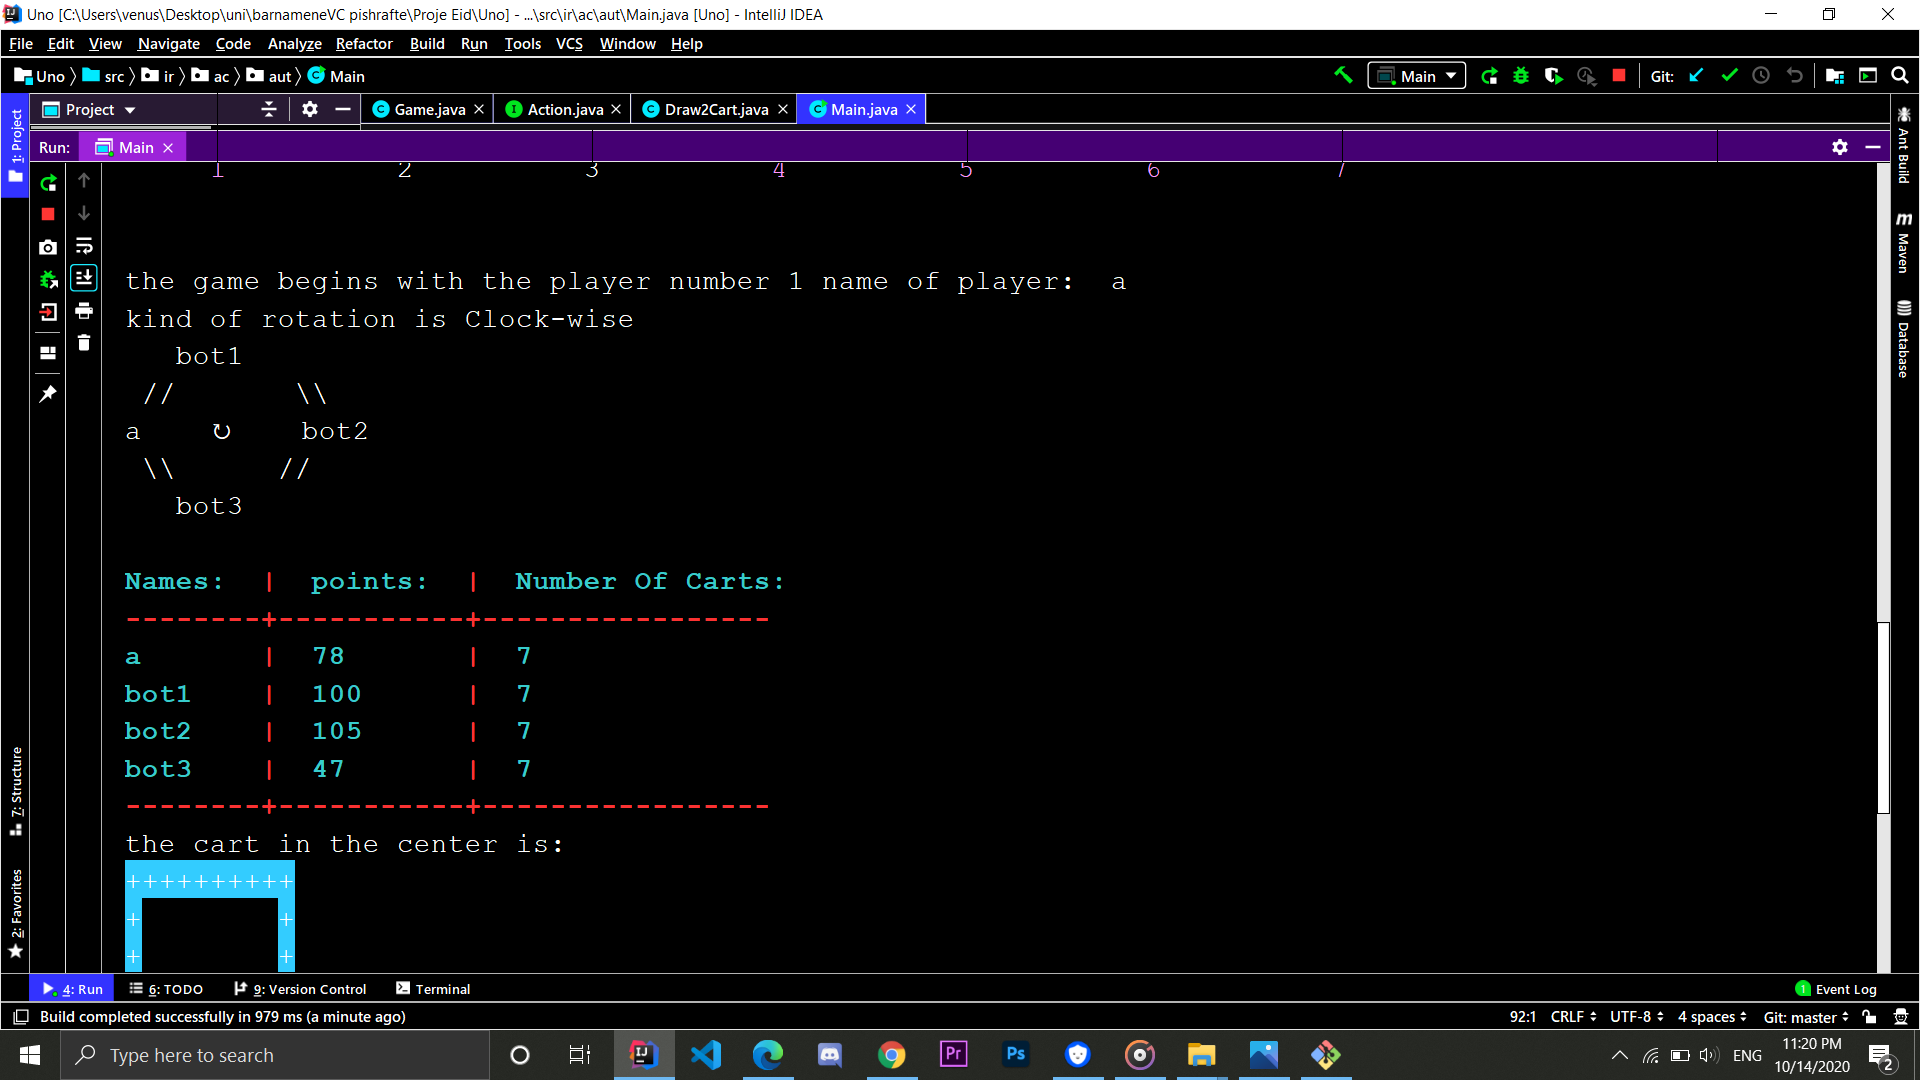 Uno [C:\Users\venus\Desktop\uni\barnameneVC pishrafte\Proje Eid\Uno] - ...\src\ir\ac\aut\Main.java [Uno] - IntelliJ IDEA
File Edit View Navigate Code Analyze Refactor Build Run Tools VCS Window Help
Uno src ir ac aut Main
Main Git:
1: Project
Project Game.java Action.java Draw2Cart.java Main.java
Ant Build
Maven
Database
Run: Main
1 2 3 4 5 6 7
the game begins with the player number 1 name of player: a
kind of rotation is Clock-wise
bot1
// \\
a ↻ bot2
\\ //
bot3
Names: | points: | Number Of Carts:
--------+-----------+-----------------
a | 78 | 7
bot1 | 100 | 7
bot2 | 105 | 7
bot3 | 47 | 7
--------+-----------+-----------------
the cart in the center is:
++++++++++
+ +
+ +
7: Structure
2: Favorites
4: Run 6: TODO 9: Version Control Terminal 1 Event Log
Build completed successfully in 979 ms (a minute ago) 92:1 CRLF UTF-8 4 spaces Git: master
Type here to search
Pr Ps ENG 11:20 PM
10/14/2020 2